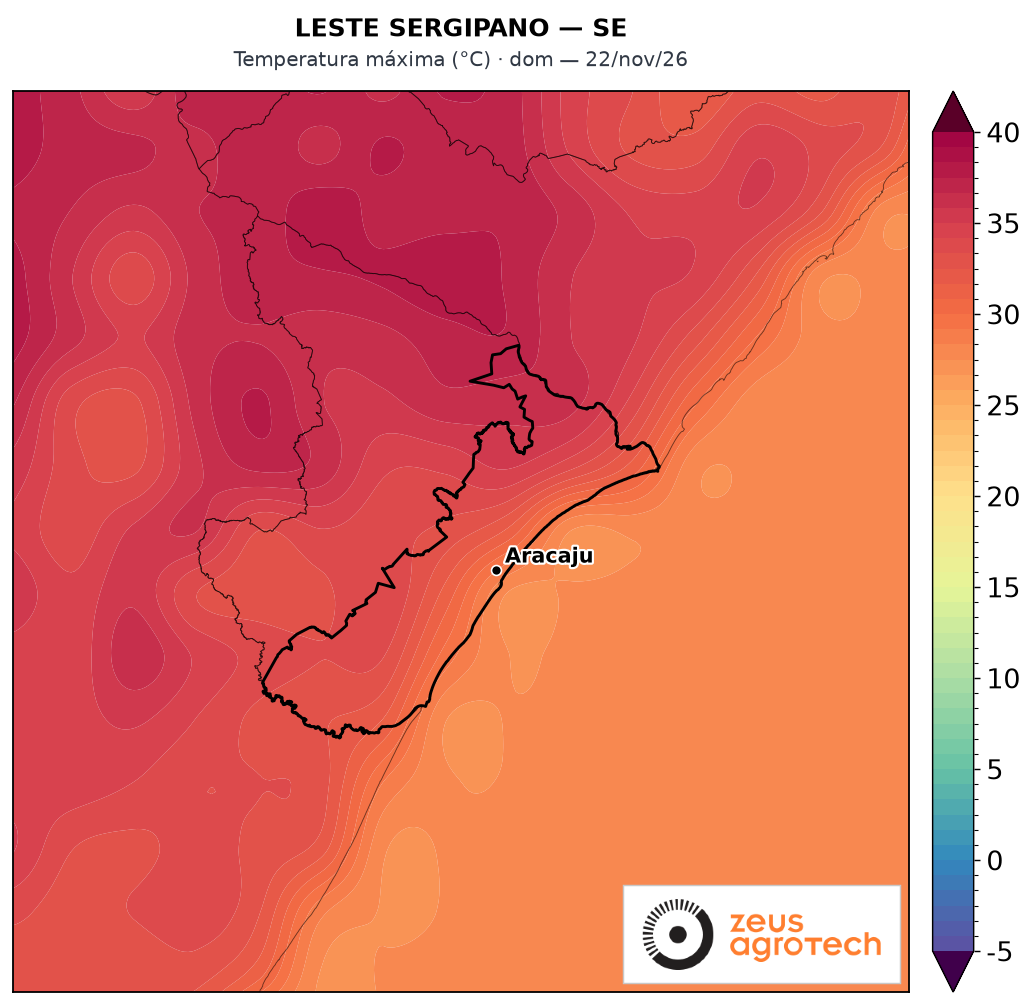 LESTE SERGIPANO — SE
Temperatura máxima (°C) · dom — 22/nov/26
40
35
30
25
20
15
10
5
0
-5
Aracaju
zeus
agrotech